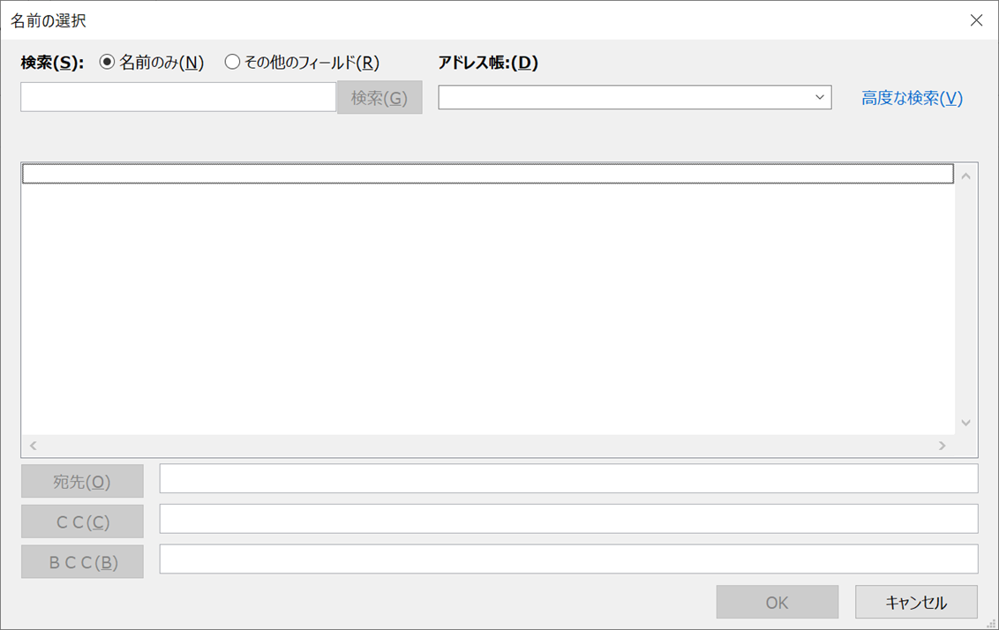 名前の選択
検索(S): 名前のみ(N) その他のフィールド(R) アドレス帳:(D)
検索(G) 高度な検索(V)
宛先(O)
ＣＣ(C)
ＢＣＣ(B)
OK キャンセル